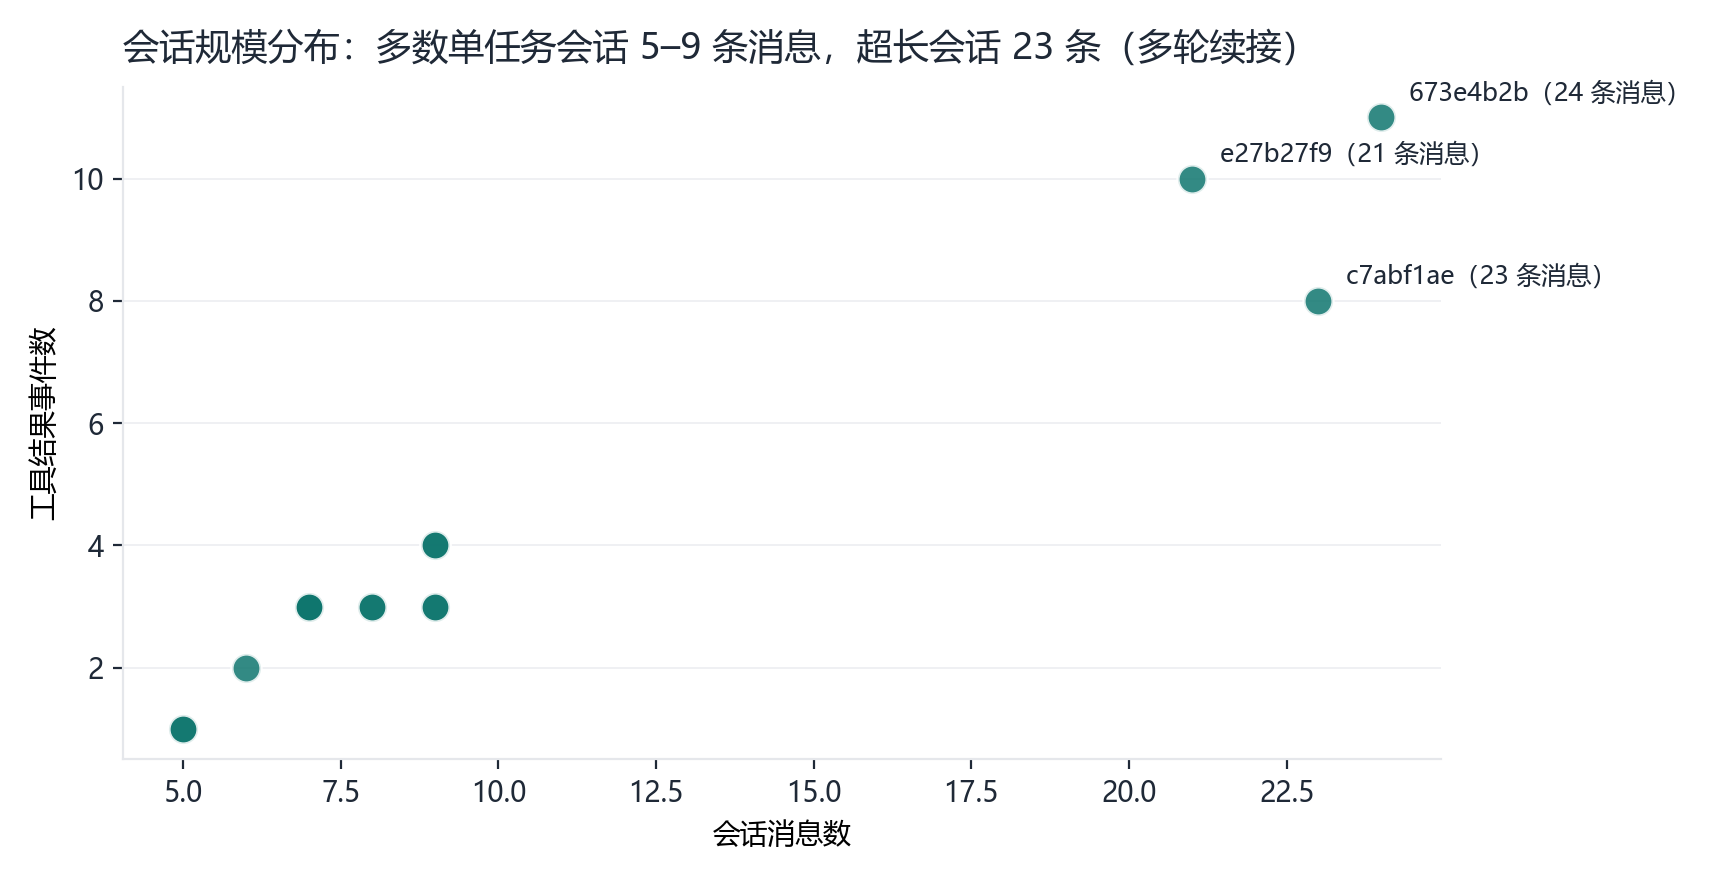 会话规模分布：多数单任务会话 5–9 条消息，超长会话 23 条（多轮续接）
673e4b2b（24 条消息）
e27b27f9（21 条消息）
c7abf1ae（23 条消息）
工具结果事件数
10
8
6
4
2
5.0 7.5 10.0 12.5 15.0 17.5 20.0 22.5
会话消息数